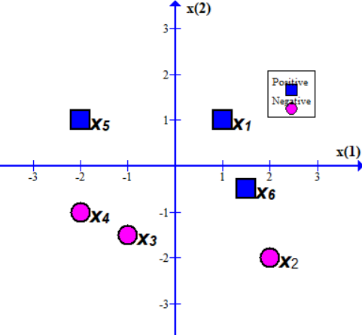 x(2)
3
2
Positive
Negative
x5
1
x1
x(1)
-3
-2
-1
1
2
3
x6
x4
-1
x3
x2
-2
-3